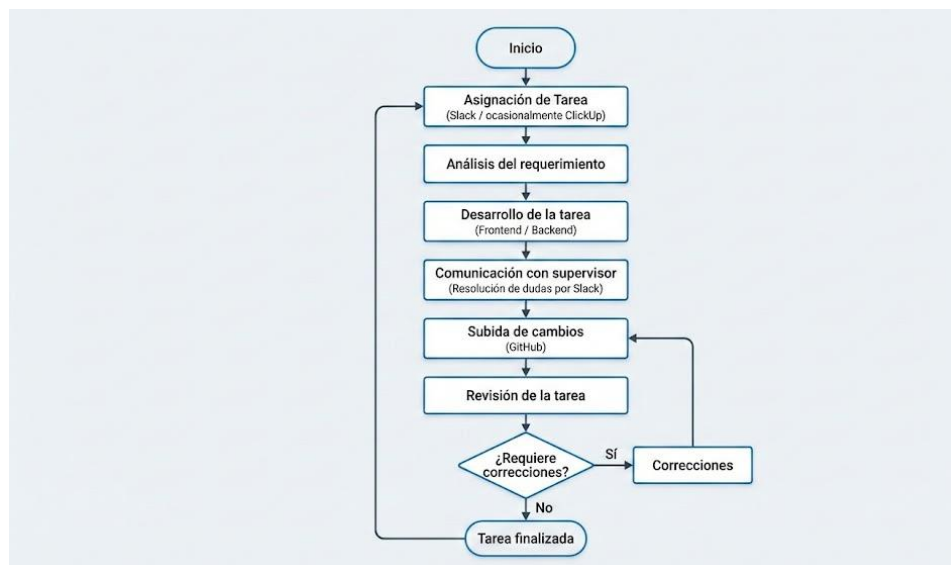 Inicio
Asignación de Tarea
(Slack / ocasionalmente ClickUp)
Análisis del requerimiento
Desarrollo de la tarea
(Frontend / Backend)
Comunicación con supervisor
(Resolución de dudas por Slack)
Subida de cambios
(GitHub)
Revisión de la tarea
¿Requiere
correcciones?
Sí
Correcciones
No
Tarea finalizada